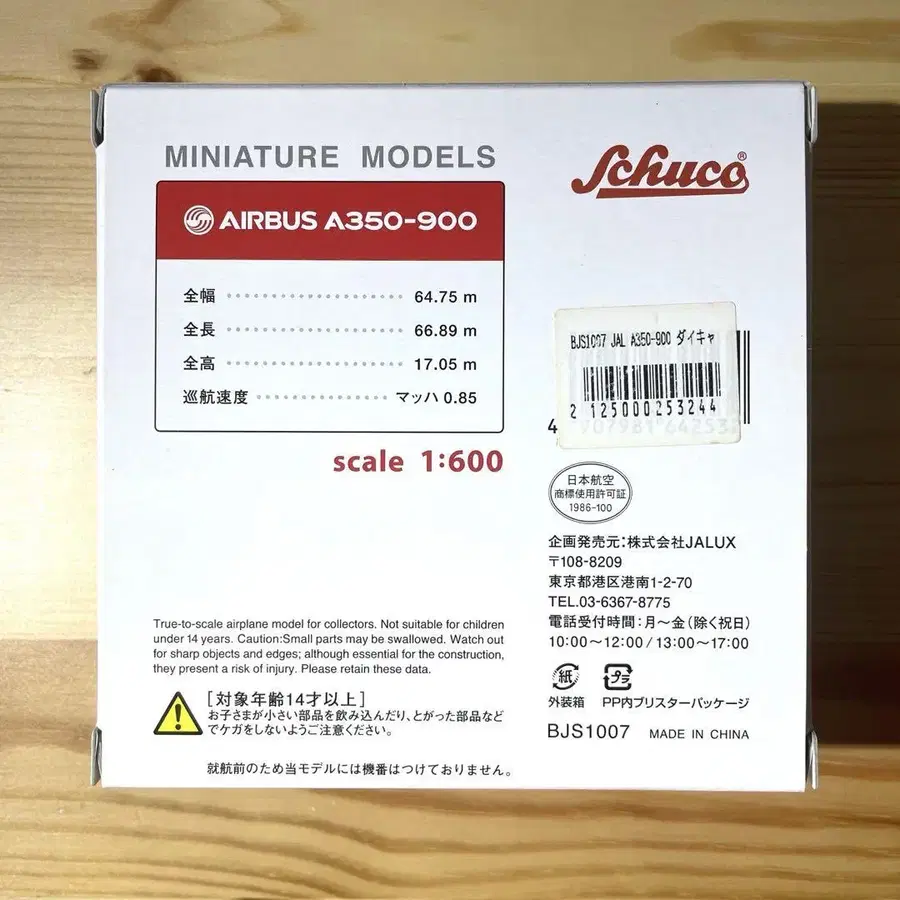 MINIATURE MODELS
Schuco®
AIRBUS A350-900
全幅 64.75 m
全長 66.89 m
全高 17.05 m
巡航速度 マッハ 0.85
scale 1:600
BJS1007 JAL A350-900 ダイキャ
2 125000 253244
4 907981 642532
日本航空
商標使用許可証
1986-100
企画発売元:株式会社JALUX
〒108-8209
東京都港区港南1-2-70
TEL.03-6367-8775
電話受付時間:月〜金(除く祝日)
10:00〜12:00/13:00〜17:00
紙 プラ
外装箱 PP内ブリスターパッケージ
BJS1007 MADE IN CHINA
True-to-scale airplane model for collectors. Not suitable for children
under 14 years. Caution:Small parts may be swallowed. Watch out
for sharp objects and edges; although essential for the construction,
they present a risk of injury. Please retain these data.
[対象年齢14才以上]
お子さまが小さい部品を飲み込んだり、とがった部品など
でケガをしないようご注意ください。
就航前のため当モデルには機番はつけておりません。